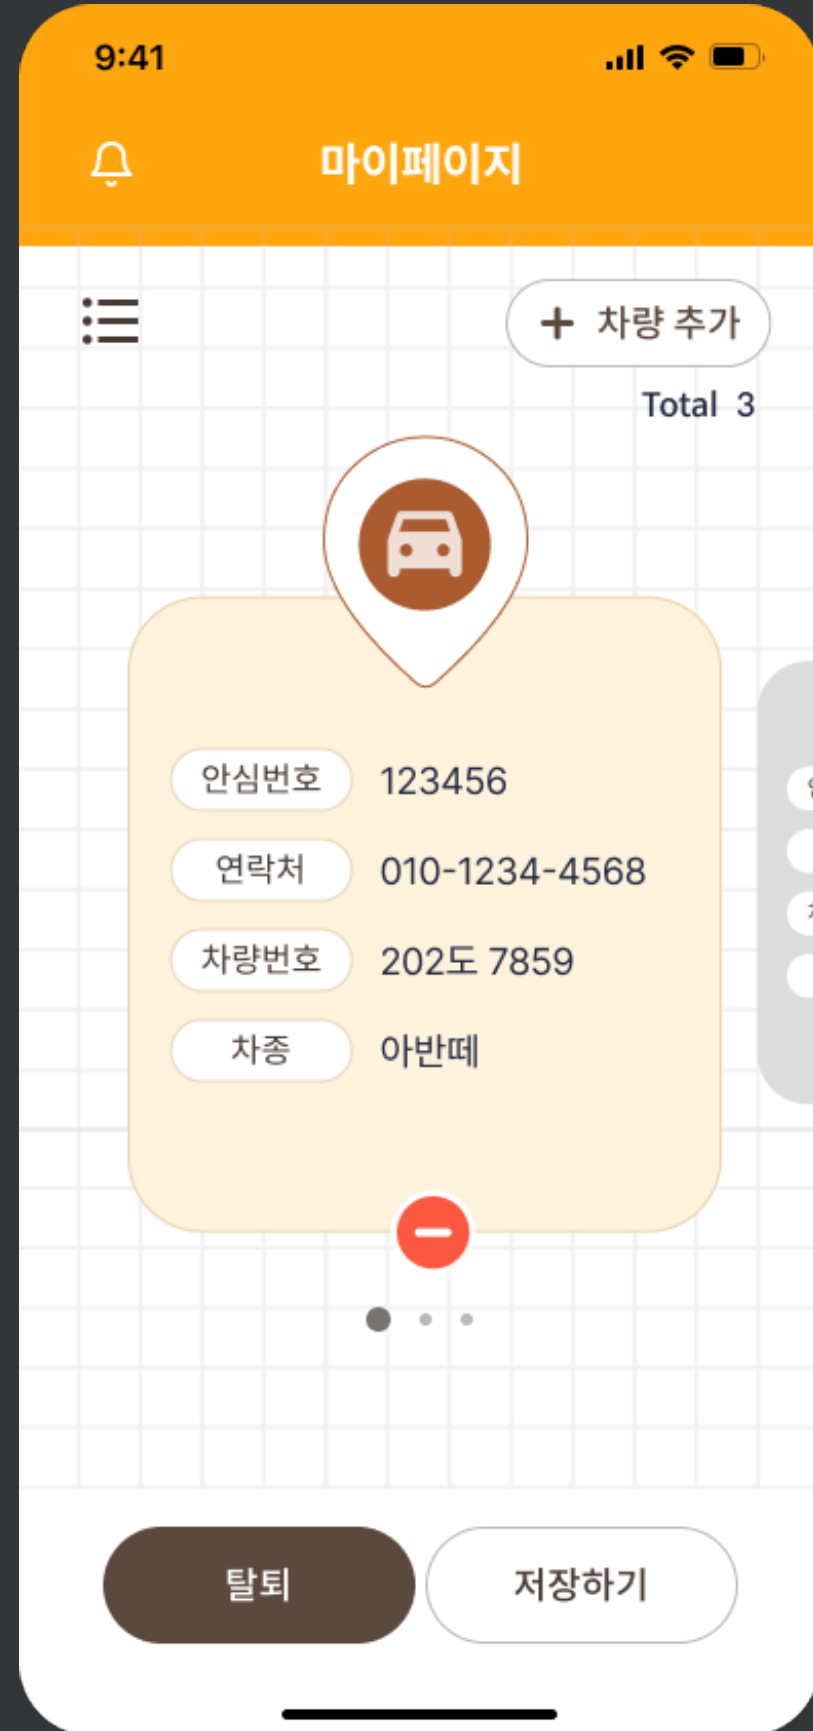 9:41
마이페이지
차량 추가
Total 3
안심번호 123456
연락처 010-1234-4568
차량번호 202도 7859
차종 아반떼
탈퇴 저장하기